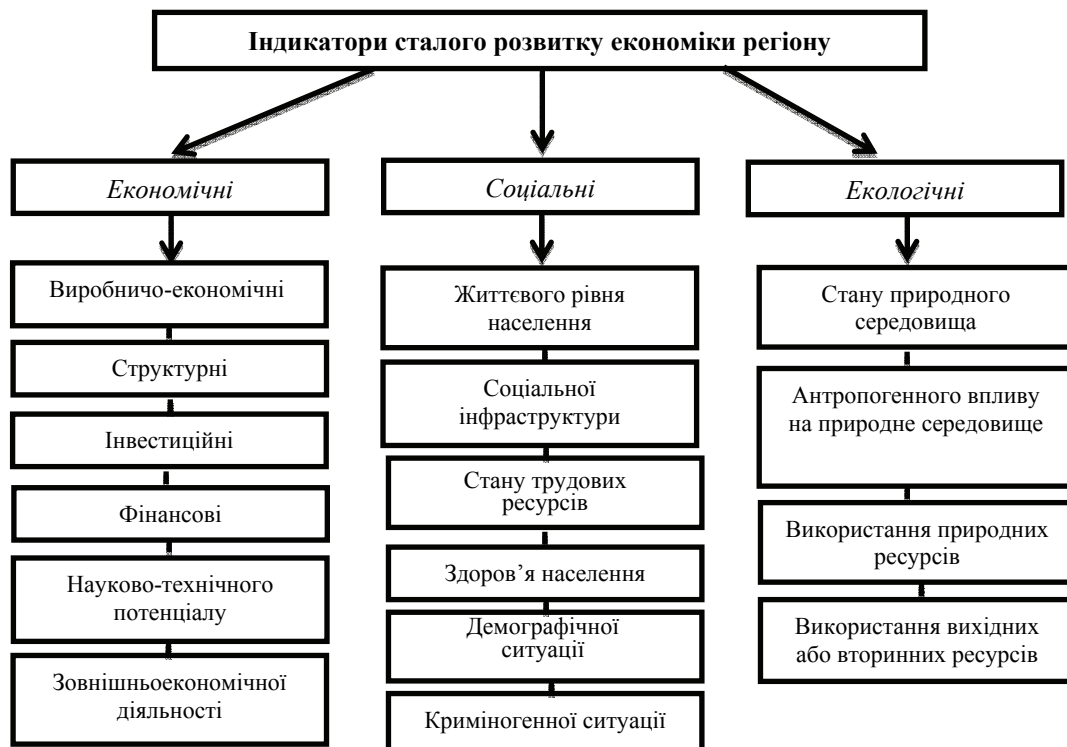 Індикатори сталого розвитку економіки регіону
Економічні
Виробничо-економічні
Структурні
Інвестиційні
Фінансові
Науково-технічного
потенціалу
Зовнішньоекономічної
діяльності
Соціальні
Життєвого рівня
населення
Соціальної
інфраструктури
Стану трудових
ресурсів
Здоров’я населення
Демографічної
ситуації
Криміногенної ситуації
Екологічні
Стану природного
середовища
Антропогенного впливу
на природне середовище
Використання природних
ресурсів
Використання вихідних
або вторинних ресурсів